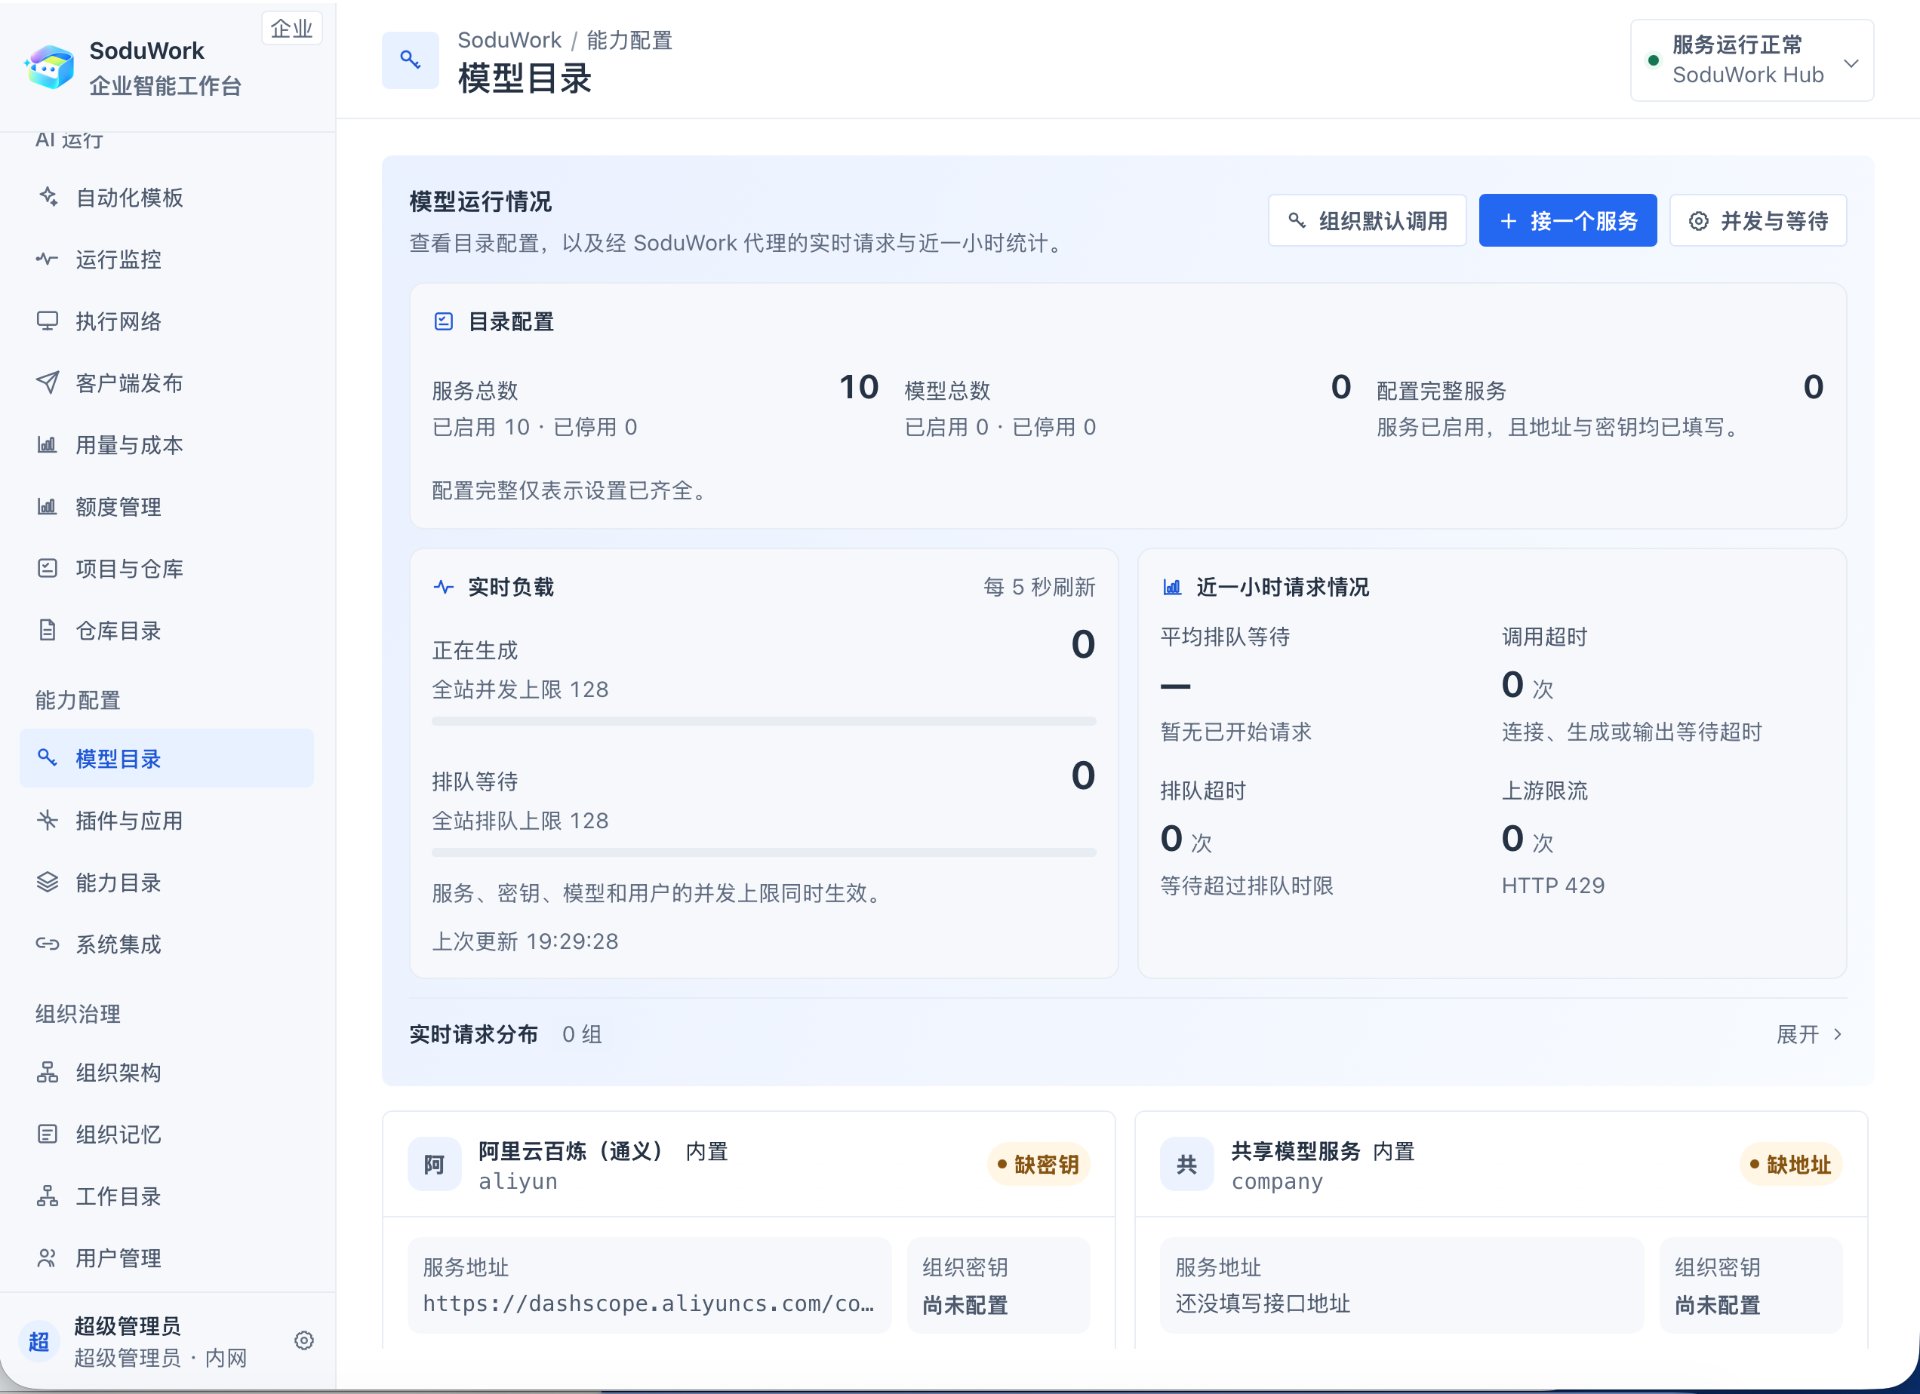 SoduWork
企业智能工作台
企业
AI 运行
自动化模板
运行监控
执行网络
客户端发布
用量与成本
额度管理
项目与仓库
仓库目录
能力配置
模型目录
插件与应用
能力目录
系统集成
组织治理
组织架构
组织记忆
工作目录
用户管理
超
超级管理员
超级管理员 · 内网
SoduWork / 能力配置
模型目录
服务运行正常
SoduWork Hub
模型运行情况
查看目录配置，以及经 SoduWork 代理的实时请求与近一小时统计。
组织默认调用
接一个服务
并发与等待
目录配置
服务总数 10
已启用 10 · 已停用 0
模型总数 0
已启用 0 · 已停用 0
配置完整服务 0
服务已启用，且地址与密钥均已填写。
配置完整仅表示设置已齐全。
实时负载 每 5 秒刷新
正在生成 0
全站并发上限 128
排队等待 0
全站排队上限 128
服务、密钥、模型和用户的并发上限同时生效。
上次更新 19:29:28
近一小时请求情况
平均排队等待
—
暂无已开始请求
调用超时
0 次
连接、生成或输出等待超时
排队超时
0 次
等待超过排队时限
上游限流
0 次
HTTP 429
实时请求分布 0 组
展开
阿
阿里云百炼（通义） 内置
aliyun
缺密钥
服务地址
https://dashscope.aliyuncs.com/co…
组织密钥
尚未配置
共
共享模型服务 内置
company
缺地址
服务地址
还没填写接口地址
组织密钥
尚未配置